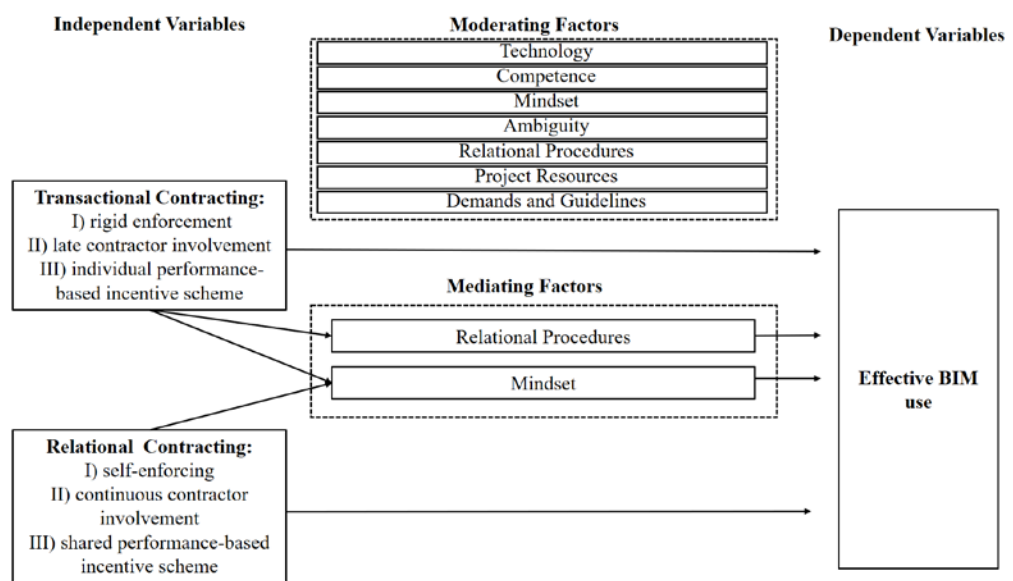 Independent Variables
Moderating Factors
Dependent Variables
Technology
Competence
Mindset
Ambiguity
Relational Procedures
Project Resources
Demands and Guidelines
Transactional Contracting:
I) rigid enforcement
II) late contractor involvement
III) individual performance-
based incentive scheme
Mediating Factors
Relational Procedures
Mindset
Effective BIM
use
Relational Contracting:
I) self-enforcing
II) continuous contractor
involvement
III) shared performance-based
incentive scheme